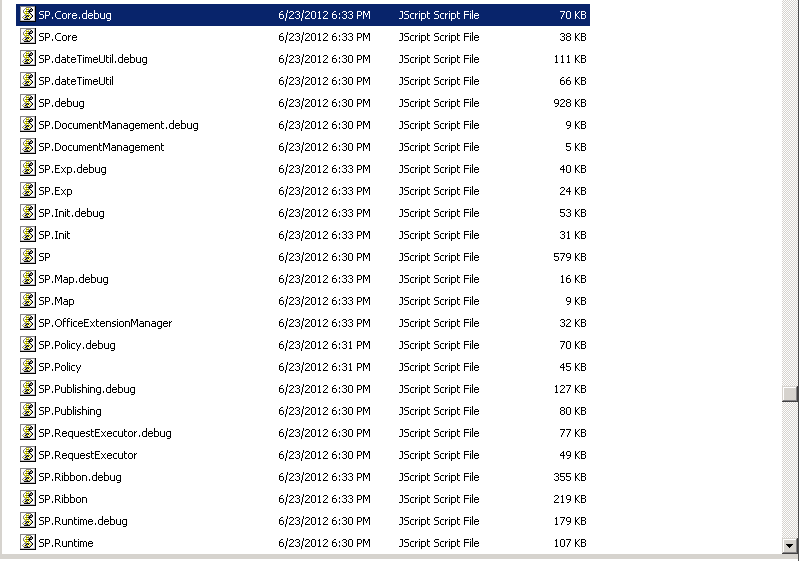 SP.Core.debug 6/23/2012 6:33 PM JScript Script File 70 KB
SP.Core 6/23/2012 6:33 PM JScript Script File 38 KB
SP.dateTimeUtil.debug 6/23/2012 6:30 PM JScript Script File 111 KB
SP.dateTimeUtil 6/23/2012 6:30 PM JScript Script File 66 KB
SP.debug 6/23/2012 6:30 PM JScript Script File 928 KB
SP.DocumentManagement.debug 6/23/2012 6:30 PM JScript Script File 9 KB
SP.DocumentManagement 6/23/2012 6:30 PM JScript Script File 5 KB
SP.Exp.debug 6/23/2012 6:33 PM JScript Script File 40 KB
SP.Exp 6/23/2012 6:33 PM JScript Script File 24 KB
SP.Init.debug 6/23/2012 6:33 PM JScript Script File 53 KB
SP.Init 6/23/2012 6:33 PM JScript Script File 31 KB
SP 6/23/2012 6:30 PM JScript Script File 579 KB
SP.Map.debug 6/23/2012 6:33 PM JScript Script File 16 KB
SP.Map 6/23/2012 6:33 PM JScript Script File 9 KB
SP.OfficeExtensionManager 6/23/2012 6:33 PM JScript Script File 32 KB
SP.Policy.debug 6/23/2012 6:31 PM JScript Script File 70 KB
SP.Policy 6/23/2012 6:31 PM JScript Script File 45 KB
SP.Publishing.debug 6/23/2012 6:30 PM JScript Script File 127 KB
SP.Publishing 6/23/2012 6:30 PM JScript Script File 80 KB
SP.RequestExecutor.debug 6/23/2012 6:30 PM JScript Script File 77 KB
SP.RequestExecutor 6/23/2012 6:30 PM JScript Script File 49 KB
SP.Ribbon.debug 6/23/2012 6:33 PM JScript Script File 355 KB
SP.Ribbon 6/23/2012 6:33 PM JScript Script File 219 KB
SP.Runtime.debug 6/23/2012 6:30 PM JScript Script File 179 KB
SP.Runtime 6/23/2012 6:30 PM JScript Script File 107 KB